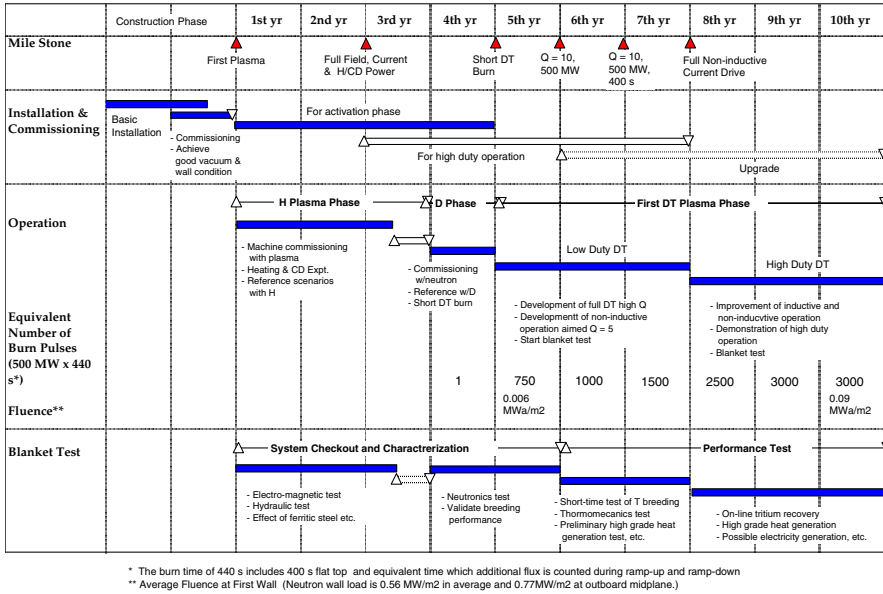 Construction Phase 1st yr 2nd yr 3rd yr 4th yr 5th yr 6th yr 7th yr 8th yr 9th yr 10th yr
Mile Stone
First Plasma
Full Field, Current
& H/CD Power
Short DT
Burn
Q = 10,
500 MW
Q = 10,
500 MW,
400 s
Full Non-inductive
Current Drive
Installation &
Commissioning
Basic
Installation
- Commissioning
- Achieve
good vacuum &
wall condition
For activation phase
For high duty operation
Upgrade
Operation
H Plasma Phase
D Phase
First DT Plasma Phase
- Machine commissioning
with plasma
- Heating & CD Expt.
- Reference scenarios
with H
- Commissioning
w/neutron
- Reference w/D
- Short DT burn
Low Duty DT
- Development of full DT high Q
- Developmentt of non-inductive
operation aimed Q = 5
- Start blanket test
High Duty DT
- Improvement of inductive and
non-inducvtive operation
- Demonstration of high duty
operation
- Blanket test
Equivalent
Number of
Burn Pulses
(500 MW x 440
s*)
1 750 1000 1500 2500 3000 3000
Fluence**
0.006
MWa/m2
0.09
MWa/m2
Blanket Test
System Checkout and Charactrerization
Performance Test
- Electro-magnetic test
- Hydraulic test
- Effect of ferritic steel etc.
- Neutronics test
- Validate breeding
performance
- Short-time test of T breeding
- Thormomecanics test
- Preliminary high grade heat
generation test, etc.
- On-line tritium recovery
- High grade heat generation
- Possible electricity generation, etc.
* The burn time of 440 s includes 400 s flat top and equivalent time which additional flux is counted during ramp-up and ramp-down
** Average Fluence at First Wall (Neutron wall load is 0.56 MW/m2 in average and 0.77MW/m2 at outboard midplane.)